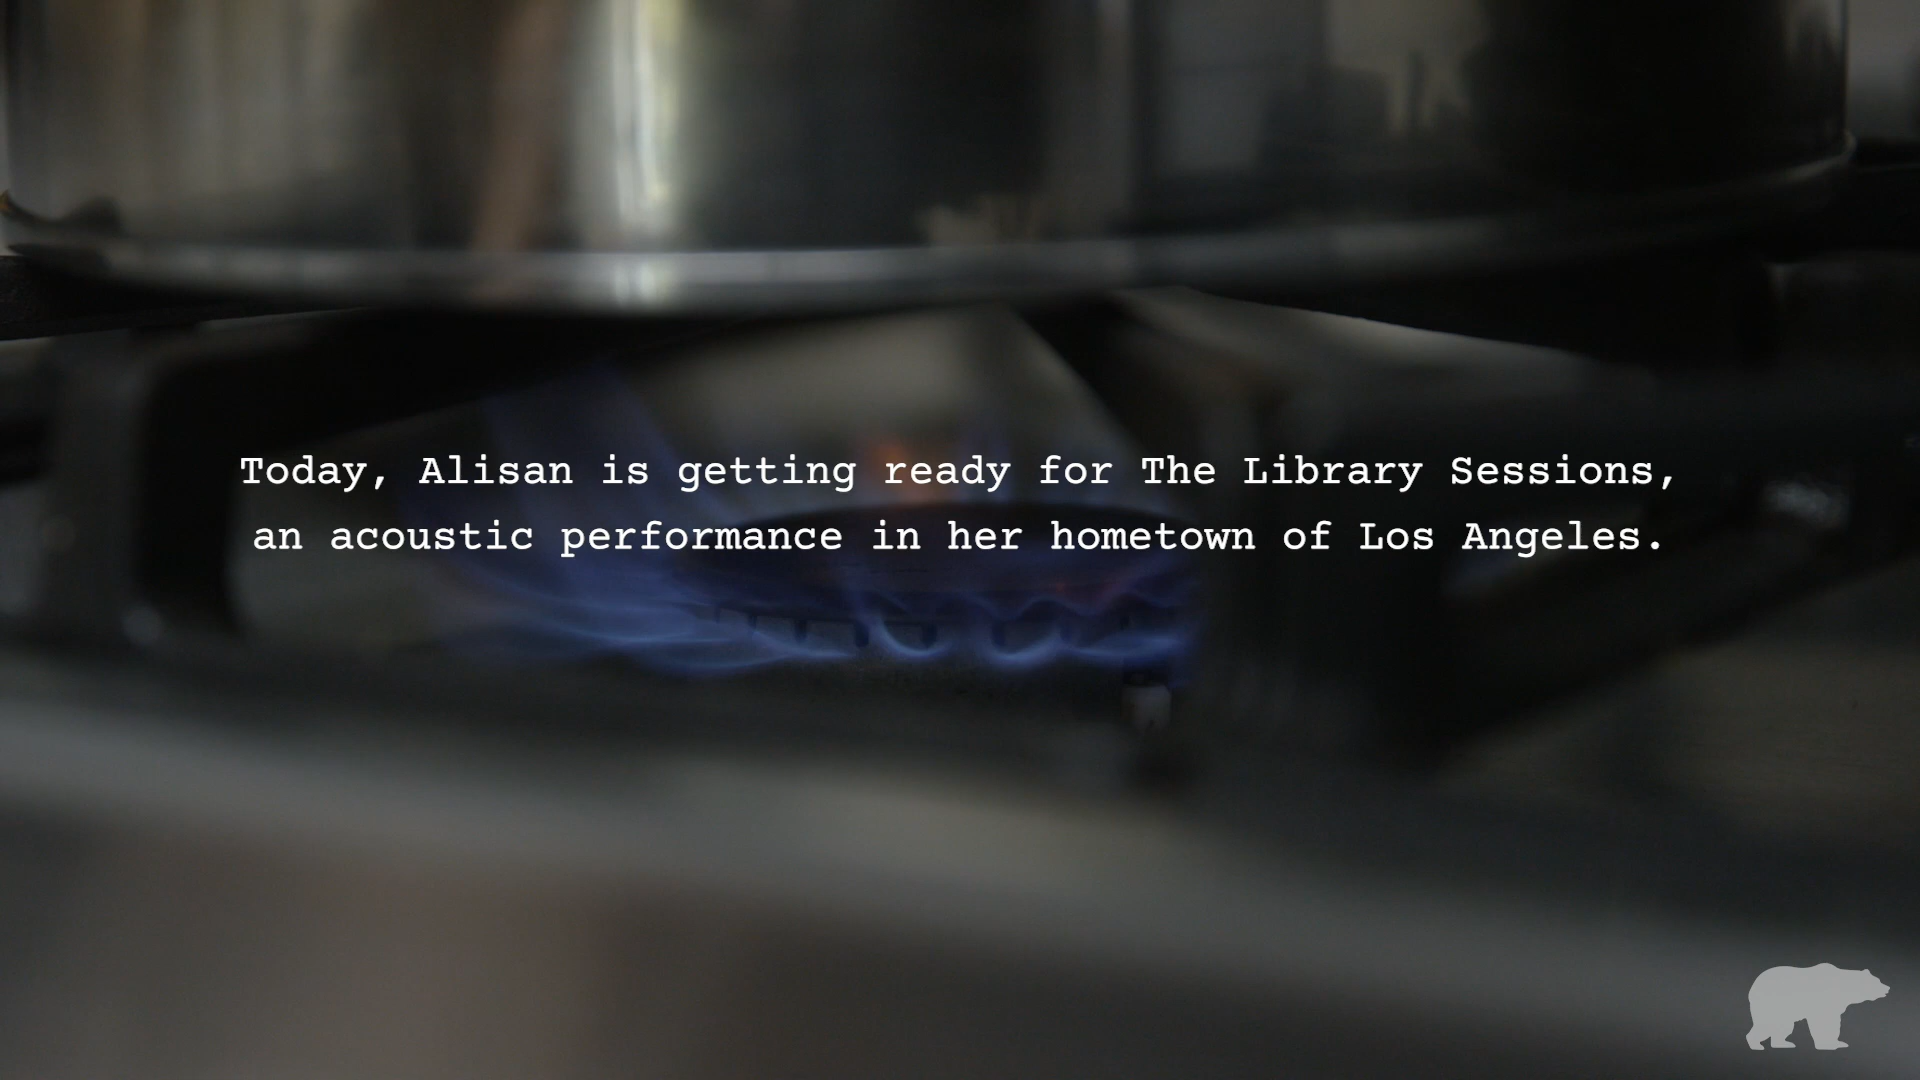 Today, Alisan is getting ready for The Library Sessions,
an acoustic performance in her hometown of Los Angeles.